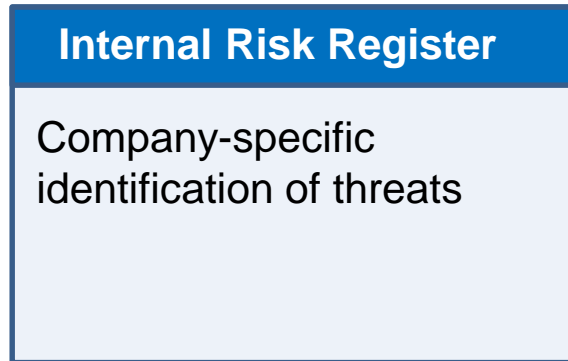 Internal Risk Register
Company-specific
identification of threats